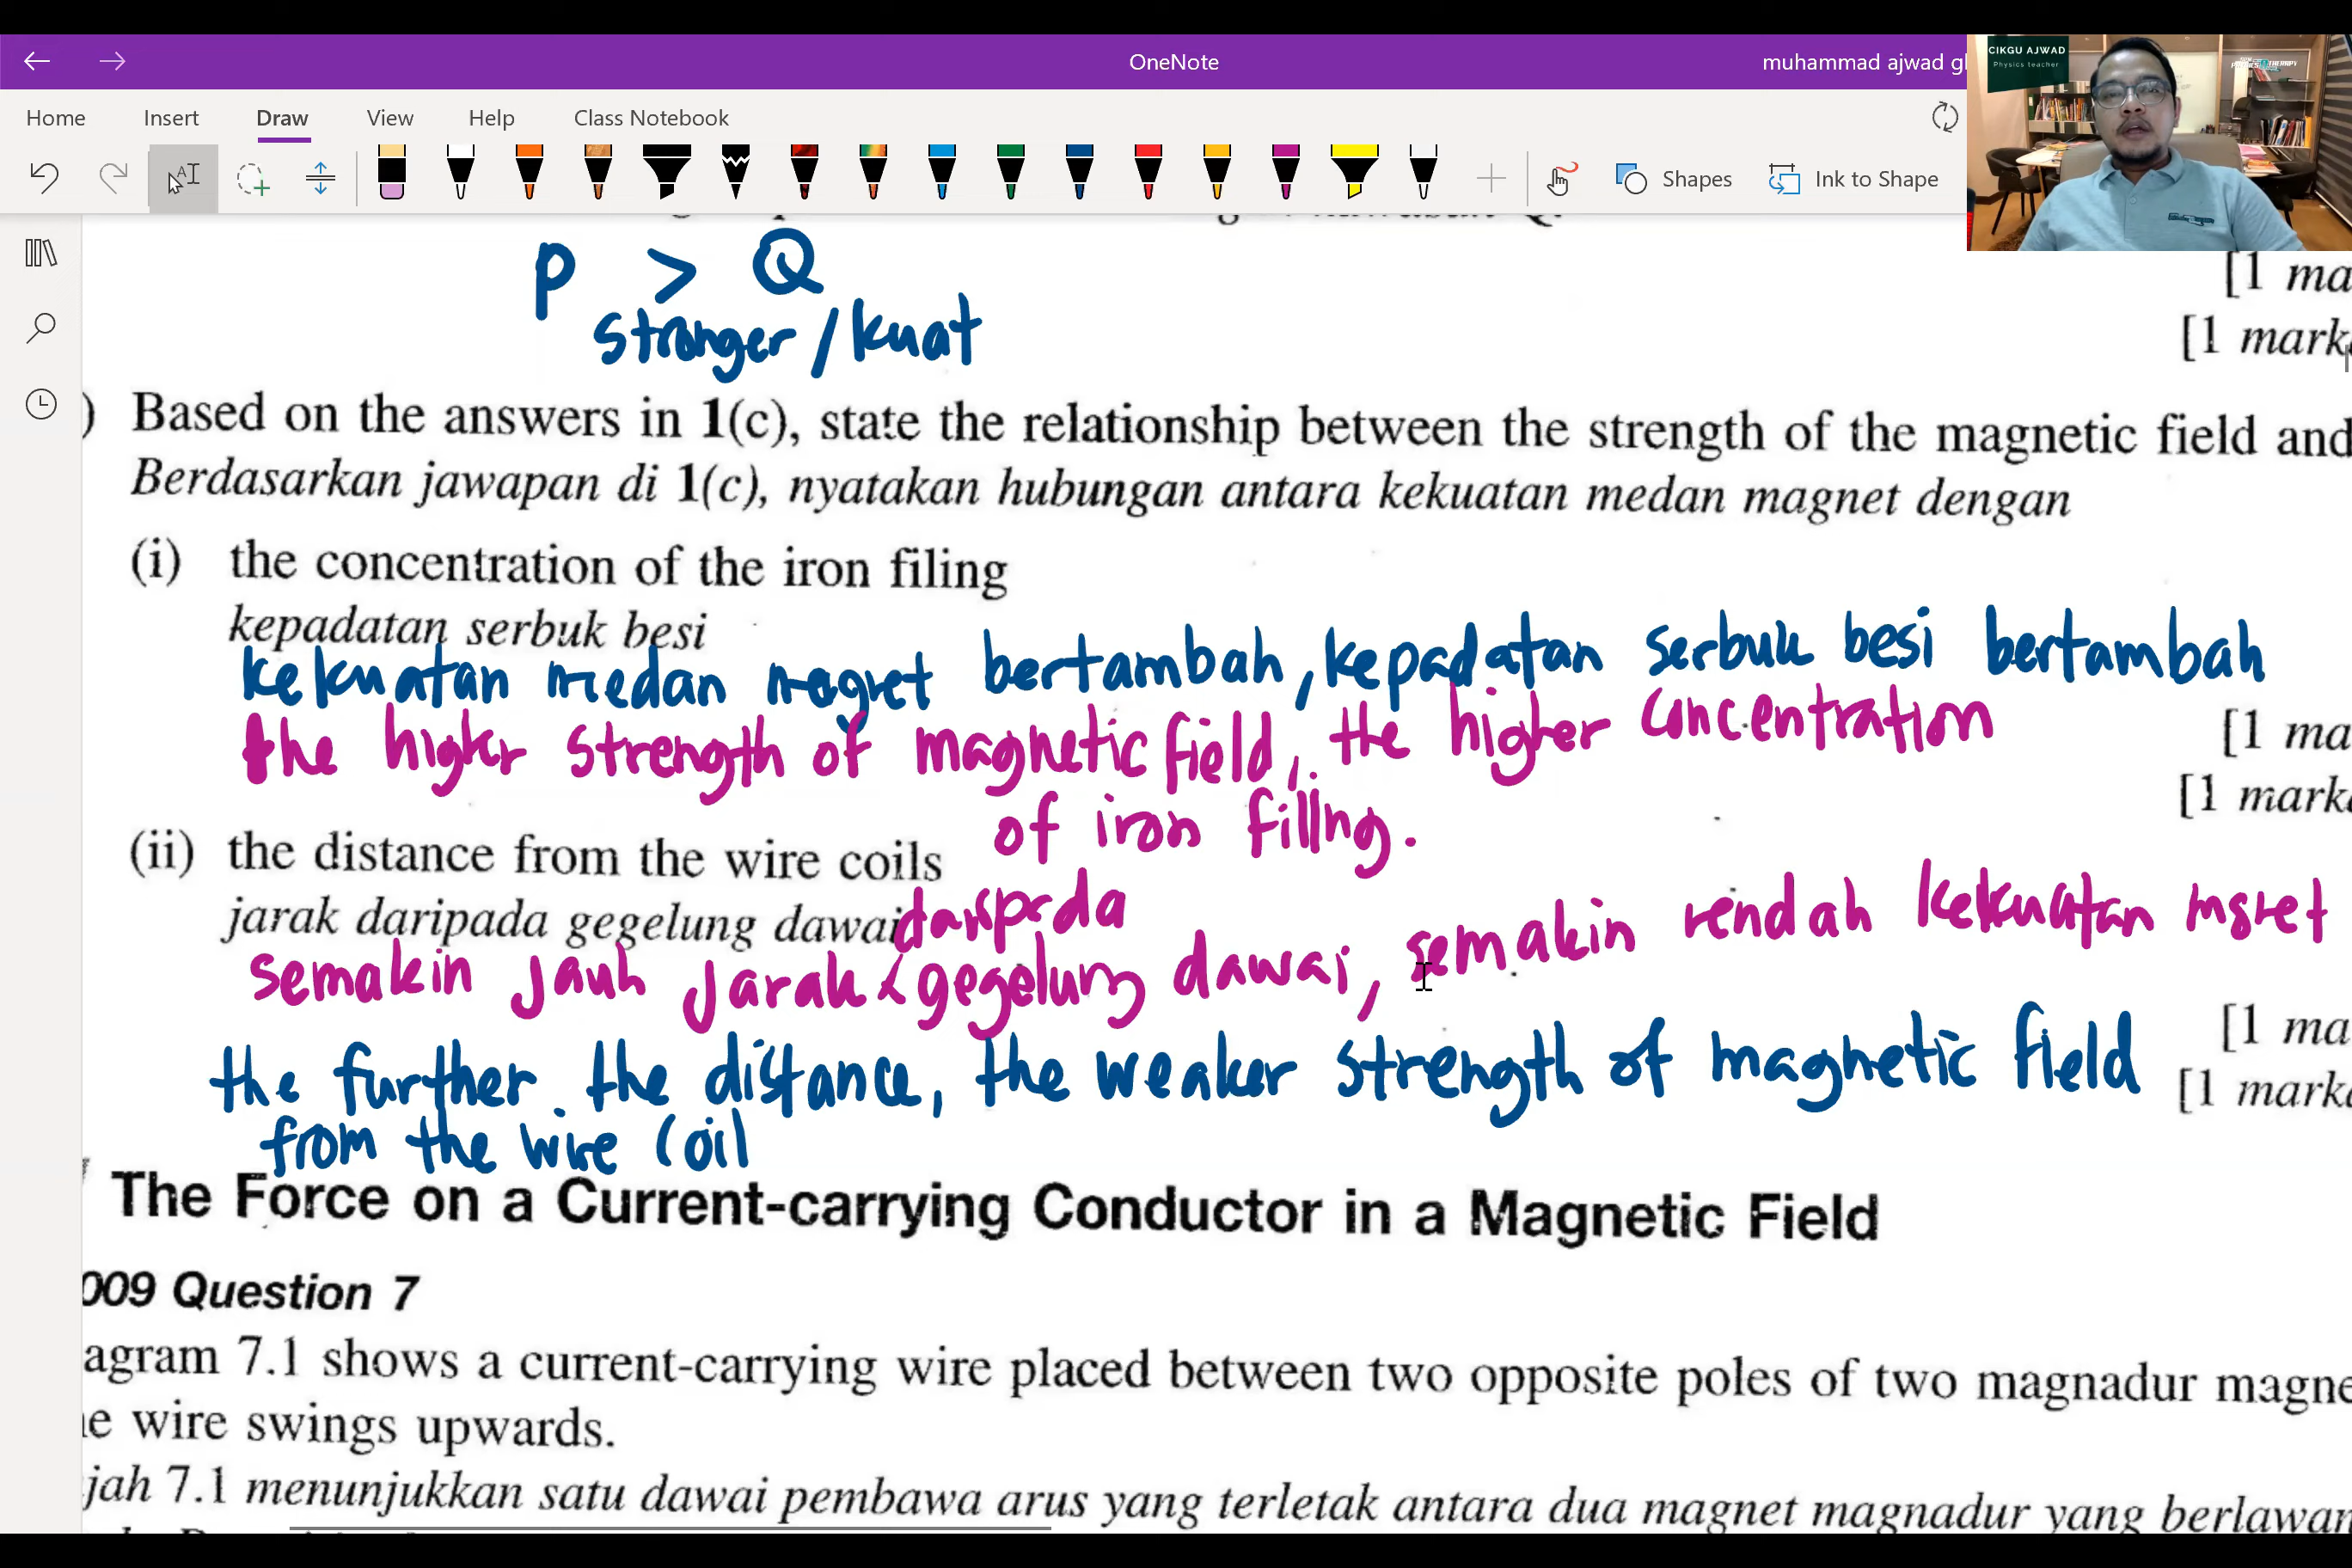 OneNote
muhammad ajwad gl
CIKGU AJWAD
Physics teacher
Home Insert Draw View Help Class Notebook
Shapes Ink to Shape
P > Q
stronger / kuat
[1 ma
[1 mark
) Based on the answers in 1(c), state the relationship between the strength of the magnetic field and
Berdasarkan jawapan di 1(c), nyatakan hubungan antara kekuatan medan magnet dengan
(i) the concentration of the iron filing
kepadatan serbuk besi
kekuatan medan magnet bertambah, kepadatan serbuk besi bertambah
the higher strength of magnetic field, the higher concentration
[1 ma
of iron filing.
[1 marka
(ii) the distance from the wire coils
jarak daripada gegelung dawai
daripada
semakin jauh jarak < gegelung dawai, semakin rendah kekuatan mgnet
[1 ma
the further the distance, the weaker strength of magnetic field
[1 marka
from the wire coil
The Force on a Current-carrying Conductor in a Magnetic Field
009 Question 7
agram 7.1 shows a current-carrying wire placed between two opposite poles of two magnadur magne
e wire swings upwards.
jah 7.1 menunjukkan satu dawai pembawa arus yang terletak antara dua magnet magnadur yang berlawan